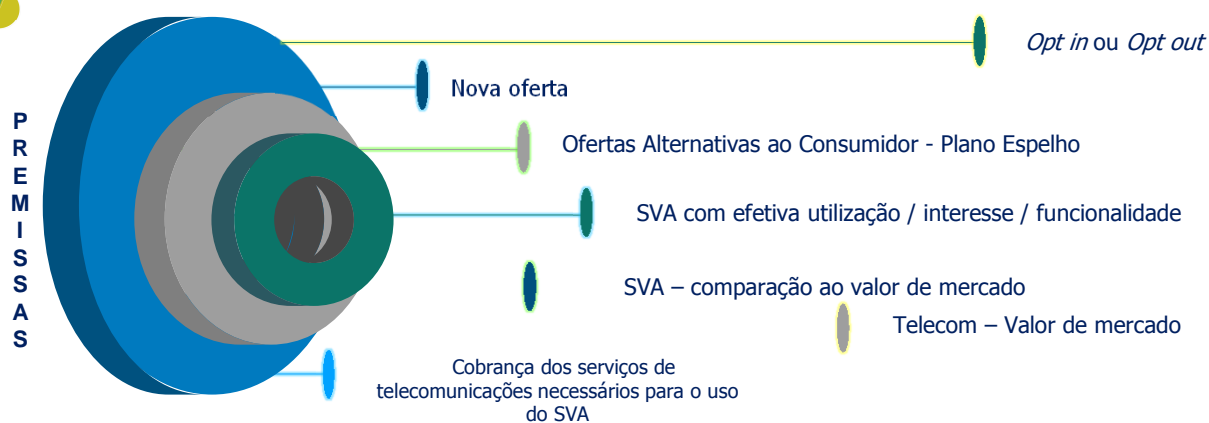 PREMISSAS
Opt in ou Opt out
Nova oferta
Ofertas Alternativas ao Consumidor - Plano Espelho
SVA com efetiva utilização / interesse / funcionalidade
SVA – comparação ao valor de mercado
Telecom – Valor de mercado
Cobrança dos serviços de
telecomunicações necessários para o uso
do SVA